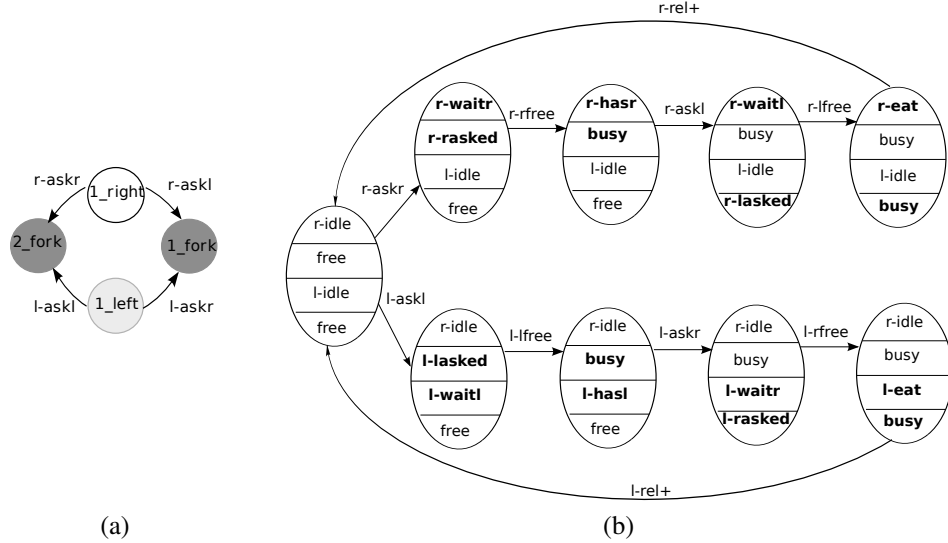 r-rel+
r-waitr
r-rasked
l-idle
free
r-rfree
r-hasr
busy
l-idle
free
r-askl
r-waitl
busy
l-idle
r-lasked
r-lfree
r-eat
busy
l-idle
busy
r-askr
1_right
r-askl
2_fork
1_fork
l-askl
1_left
l-askr
r-askr
r-idle
free
l-idle
free
l-askl
r-idle
l-lasked
l-waitl
free
l-lfree
r-idle
busy
l-hasl
free
l-askr
r-idle
busy
l-waitr
l-rasked
l-rfree
r-idle
busy
l-eat
busy
l-rel+
(a)
(b)